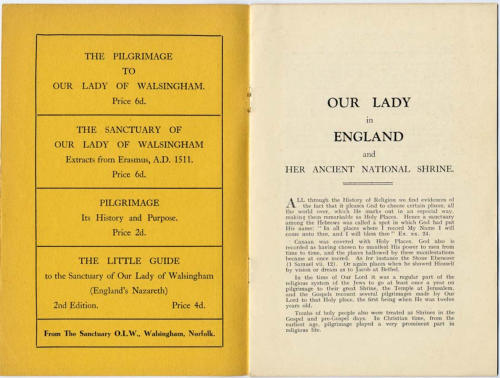 THE PILGRIMAGE
TO
OUR LADY OF WALSINGHAM.
Price 6d.
THE SANCTUARY OF
OUR LADY OF WALSINGHAM
Extracts from Erasmus, A.D. 1511.
Price 6d.
PILGRIMAGE
Its History and Purpose.
Price 2d.
THE LITTLE GUIDE
to the Sanctuary of Our Lady of Walsingham
(England's Nazareth)
2nd Edition. Price 4d.
From The Sanctuary O.L.W., Walsingham, Norfolk.
OUR LADY
in
ENGLAND
and
HER ANCIENT NATIONAL SHRINE.
ALL through the History of Religion we find evidences of
the fact that it pleases God to choose certain places, all
the world over, which He marks out in an especial way,
making them remarkable as Holy Places. Hence a sanctuary
among the Hebrews was called a spot in which God had put
His name: "In all places where I record My Name I will
come unto thee, and I will bless thee" Ex. xx. 24.
Canaan was covered with Holy Places. God also is
recorded as having chosen to manifest His power to men from
time to time, and the places hallowed by these manifestations
became at once sacred. As for instance the Stone Ebenezer
(1 Samuel vii. 12). Or again places where he showed Himself
by vision or dream as to Jacob at Bethel.
In the time of Our Lord it was a regular part of the
religious system of the Jews to go at least once a year on
pilgrimage to their great Shrine, the Temple at Jerusalem,
and the Gospels recount several pilgrimages made by Our
Lord to that Holy place, the first being when He was twelve
years old.
Tombs of holy people also were treated as Shrines in the
Gospel and pre-Gospel days. In Christian time, from the
earliest age, pilgrimage played a very prominent part in
religious life.